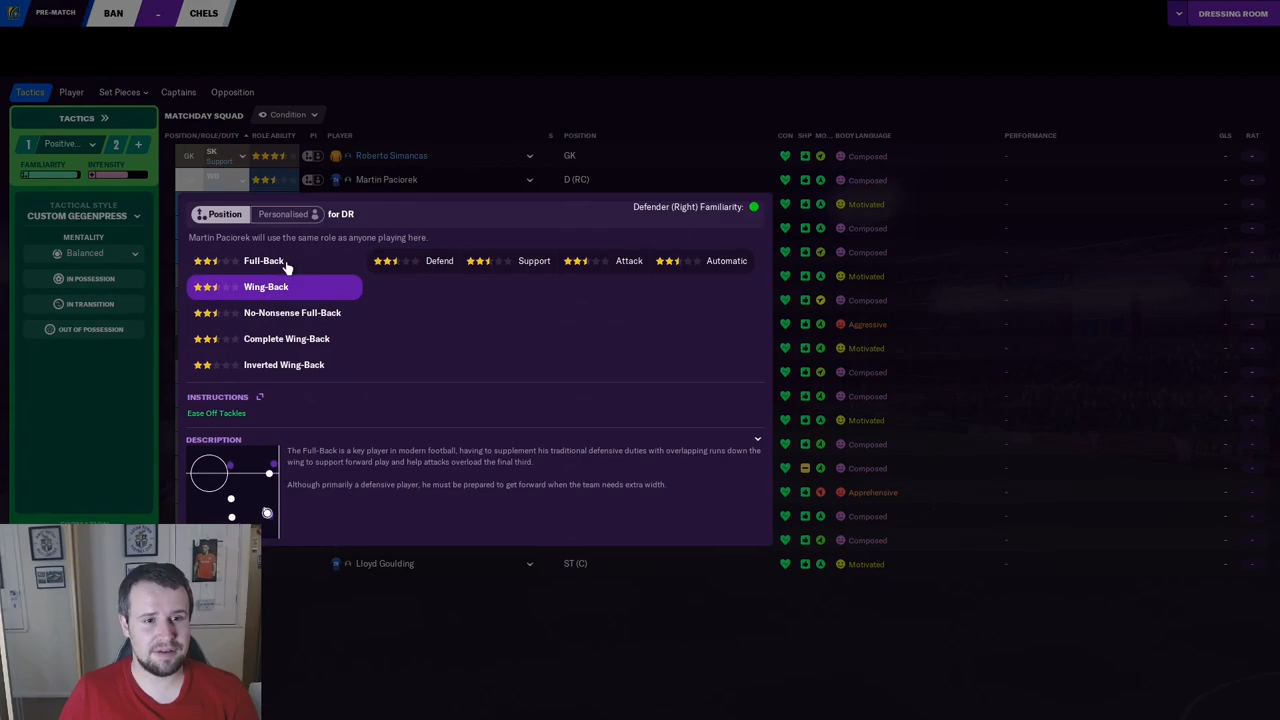 PRE-MATCH BAN - CHELS DRESSING ROOM
Tactics Player Set Pieces Captains Opposition
TACTICS
MATCHDAY SQUAD Condition
POSITION/ROLE/DUTY ROLE ABILITY PI PLAYER S POSITION CON SHP MO... BODY LANGUAGE PERFORMANCE GLS RAT
1 Positive... 2 +
FAMILIARITY INTENSITY
GK SK Support Roberto Simancas GK Composed - - -
WB Martin Paciorek D (RC) Composed - - -
TACTICAL STYLE
CUSTOM GEGENPRESS
MENTALITY
Balanced
IN POSSESSION
IN TRANSITION
OUT OF POSSESSION
Position Personalised for DR Defender (Right) Familiarity:
Martin Paciorek will use the same role as anyone playing here.
Full-Back Defend Support Attack Automatic
Wing-Back
No-Nonsense Full-Back
Complete Wing-Back
Inverted Wing-Back
INSTRUCTIONS
Ease Off Tackles
DESCRIPTION
The Full-Back is a key player in modern football, having to supplement his traditional defensive duties with overlapping runs down the
wing to support forward play and help attacks overload the final third.
Although primarily a defensive player, he must be prepared to get forward when the team needs extra width.
Motivated - - -
Composed - - -
Composed - - -
Motivated - - -
Composed - - -
Aggressive - - -
Motivated - - -
Composed - - -
Composed - - -
Motivated - - -
Composed - - -
Composed - - -
Apprehensive - - -
Composed - - -
Composed - - -
Lloyd Goulding ST (C) Motivated - - -